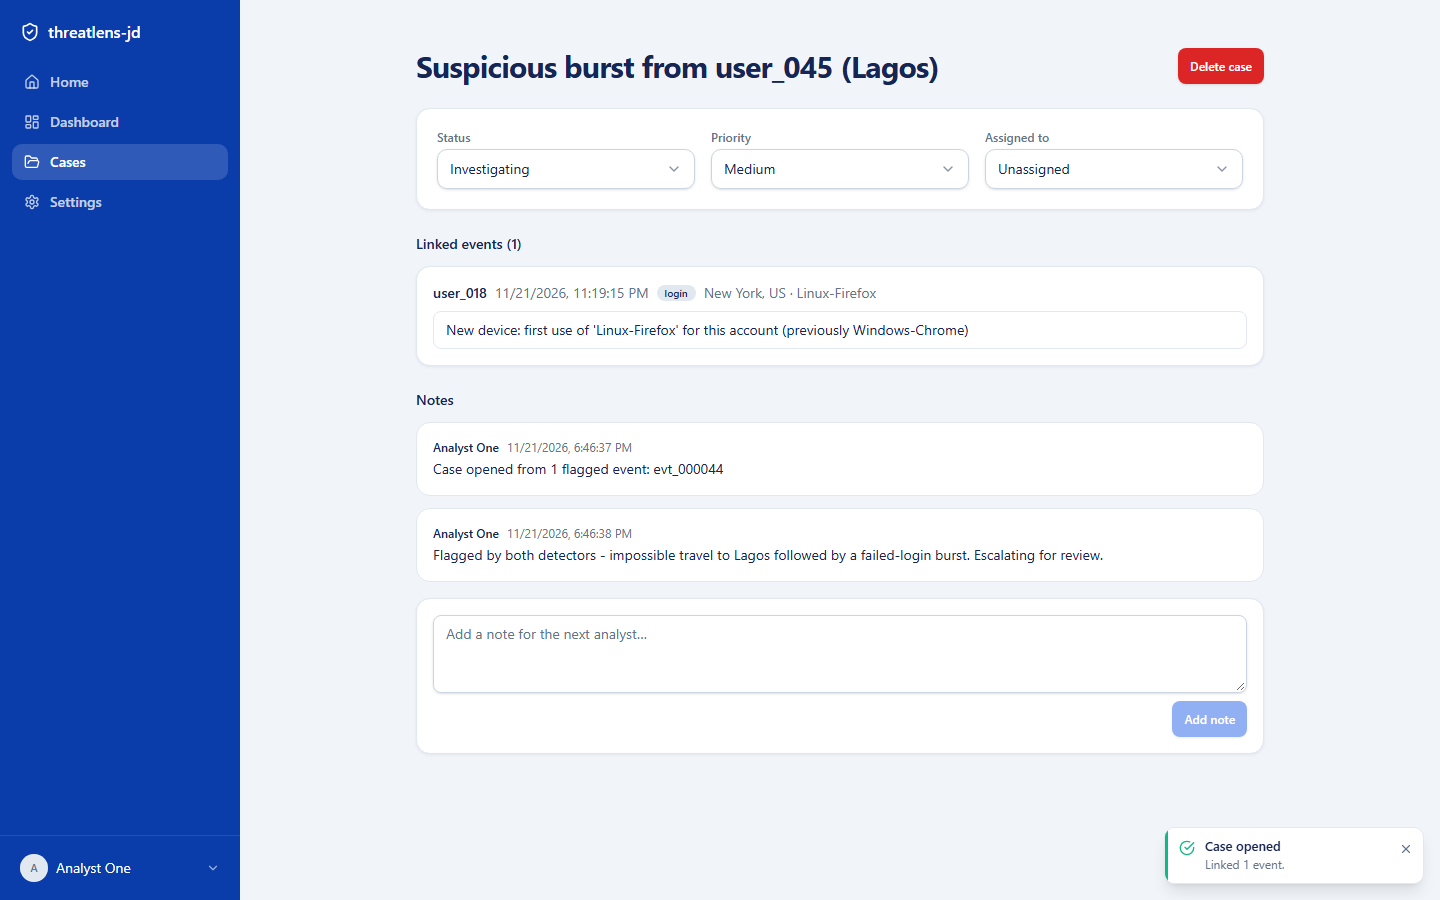 threatlens-jd
Home
Dashboard
Cases
Settings
A
Analyst One
Suspicious burst from user_045 (Lagos)
Delete case
Status
Priority
Assigned to
Investigating
Medium
Unassigned
Linked events (1)
user_018 11/21/2026, 11:19:15 PM login New York, US · Linux-Firefox
New device: first use of 'Linux-Firefox' for this account (previously Windows-Chrome)
Notes
Analyst One 11/21/2026, 6:46:37 PM
Case opened from 1 flagged event: evt_000044
Analyst One 11/21/2026, 6:46:38 PM
Flagged by both detectors - impossible travel to Lagos followed by a failed-login burst. Escalating for review.
Add a note for the next analyst...
Add note
Case opened
Linked 1 event.